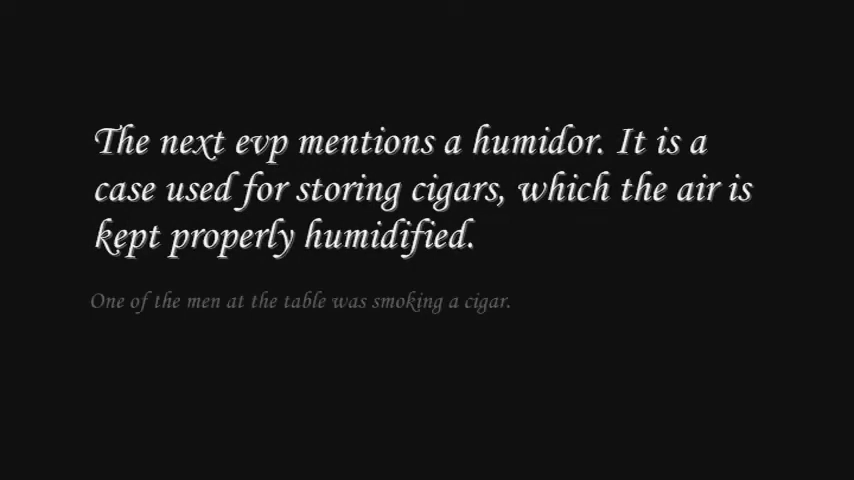 The next evp mentions a humidor. It is a
case used for storing cigars, which the air is
kept properly humidified.
One of the men at the table was smoking a cigar.